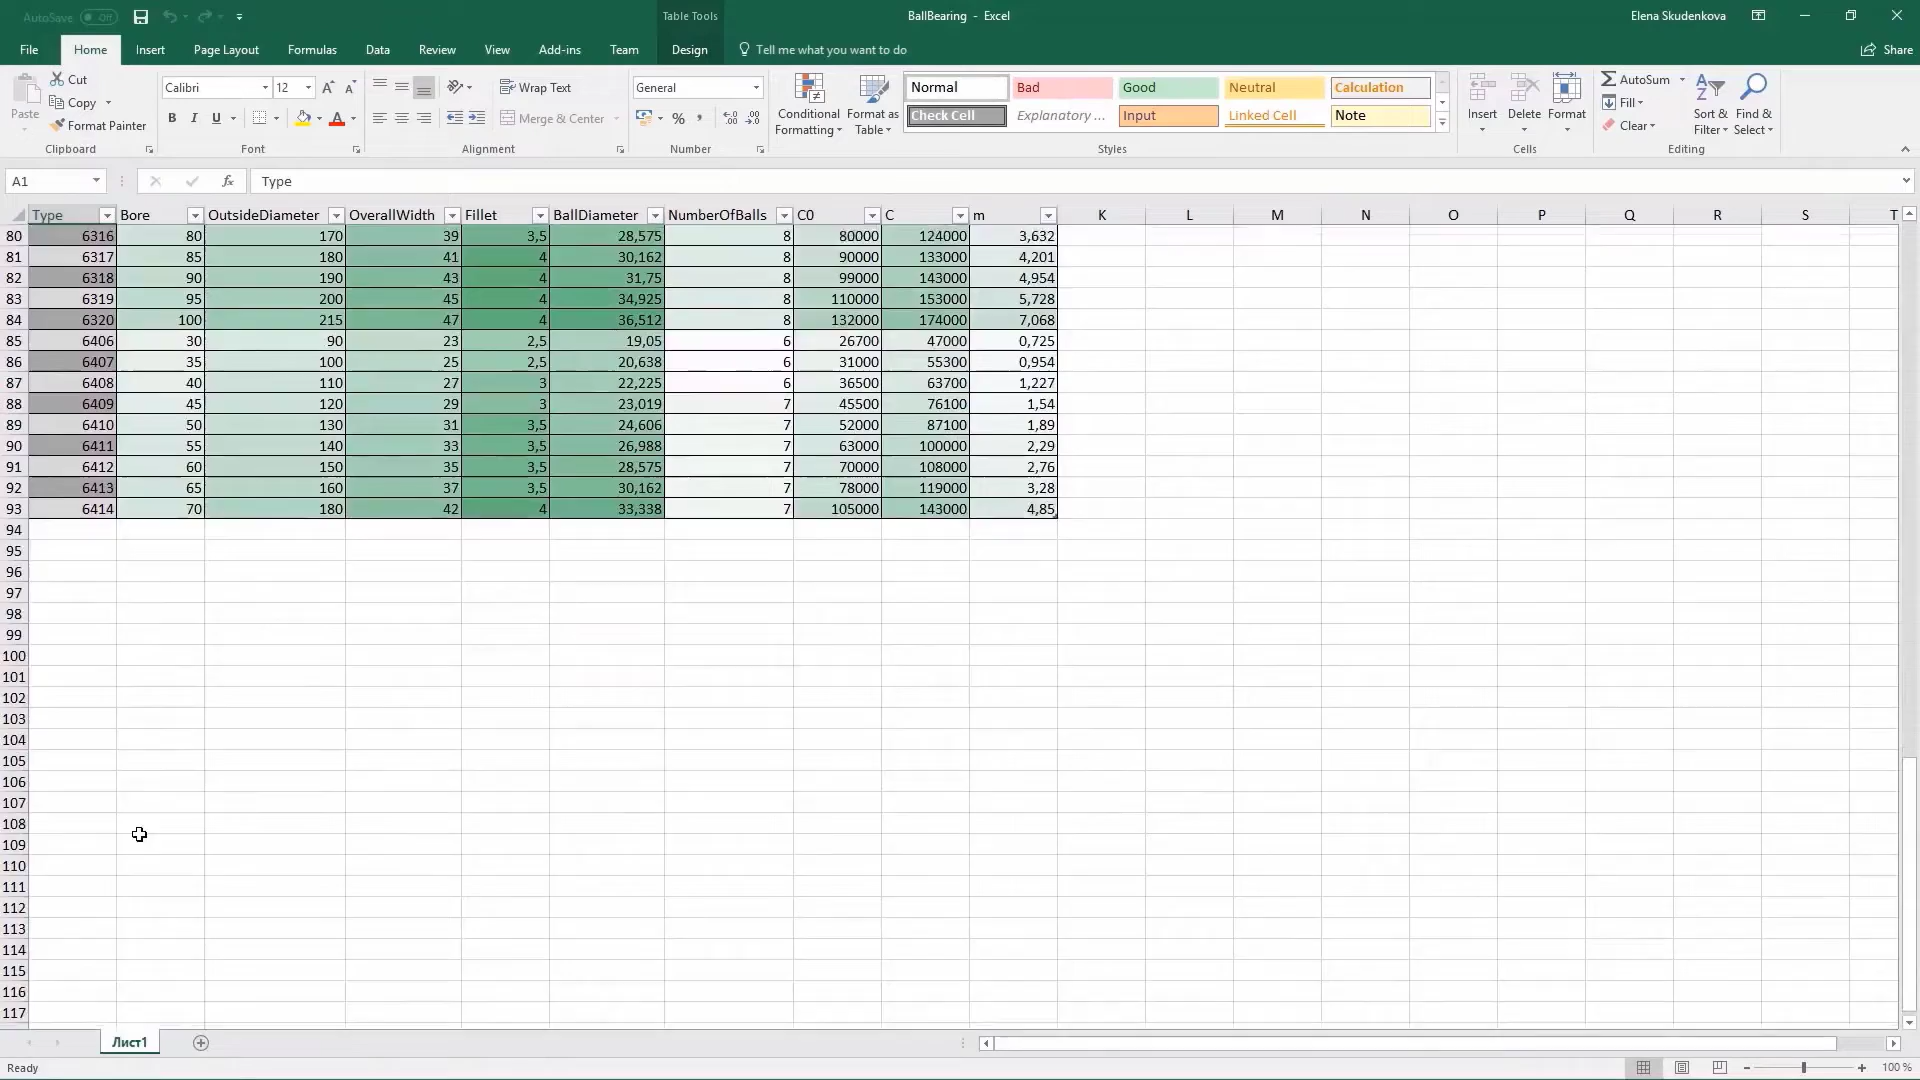 AutoSave Off BallBearing - Excel Table Tools Elena Skudenkova
File Home Insert Page Layout Formulas Data Review View Add-ins Team Design Tell me what you want to do Share
Paste Cut Copy Format Painter Clipboard
Calibri 12 B I U Font
Wrap Text Merge & Center Alignment
General % Number
Conditional Formatting Format as Table
Normal Bad Good Neutral Calculation
Check Cell Explanatory ... Input Linked Cell Note
Styles
Insert Delete Format Cells
AutoSum Fill Clear Sort & Filter Find & Select Editing
A1 fx Type
Type Bore OutsideDiameter OverallWidth Fillet BallDiameter NumberOfBalls C0 C m K L M N O P Q R S T
80 6316 80 170 39 3,5 28,575 8 80000 124000 3,632
81 6317 85 180 41 4 30,162 8 90000 133000 4,201
82 6318 90 190 43 4 31,75 8 99000 143000 4,954
83 6319 95 200 45 4 34,925 8 110000 153000 5,728
84 6320 100 215 47 4 36,512 8 132000 174000 7,068
85 6406 30 90 23 2,5 19,05 6 26700 47000 0,725
86 6407 35 100 25 2,5 20,638 6 31000 55300 0,954
87 6408 40 110 27 3 22,225 6 36500 63700 1,227
88 6409 45 120 29 3 23,019 7 45500 76100 1,54
89 6410 50 130 31 3,5 24,606 7 52000 87100 1,89
90 6411 55 140 33 3,5 26,988 7 63000 100000 2,29
91 6412 60 150 35 3,5 28,575 7 70000 108000 2,76
92 6413 65 160 37 3,5 30,162 7 78000 119000 3,28
93 6414 70 180 42 4 33,338 7 105000 143000 4,85
94
95
96
97
98
99
100
101
102
103
104
105
106
107
108
109
110
111
112
113
114
115
116
117
Лист1
Ready 100 %